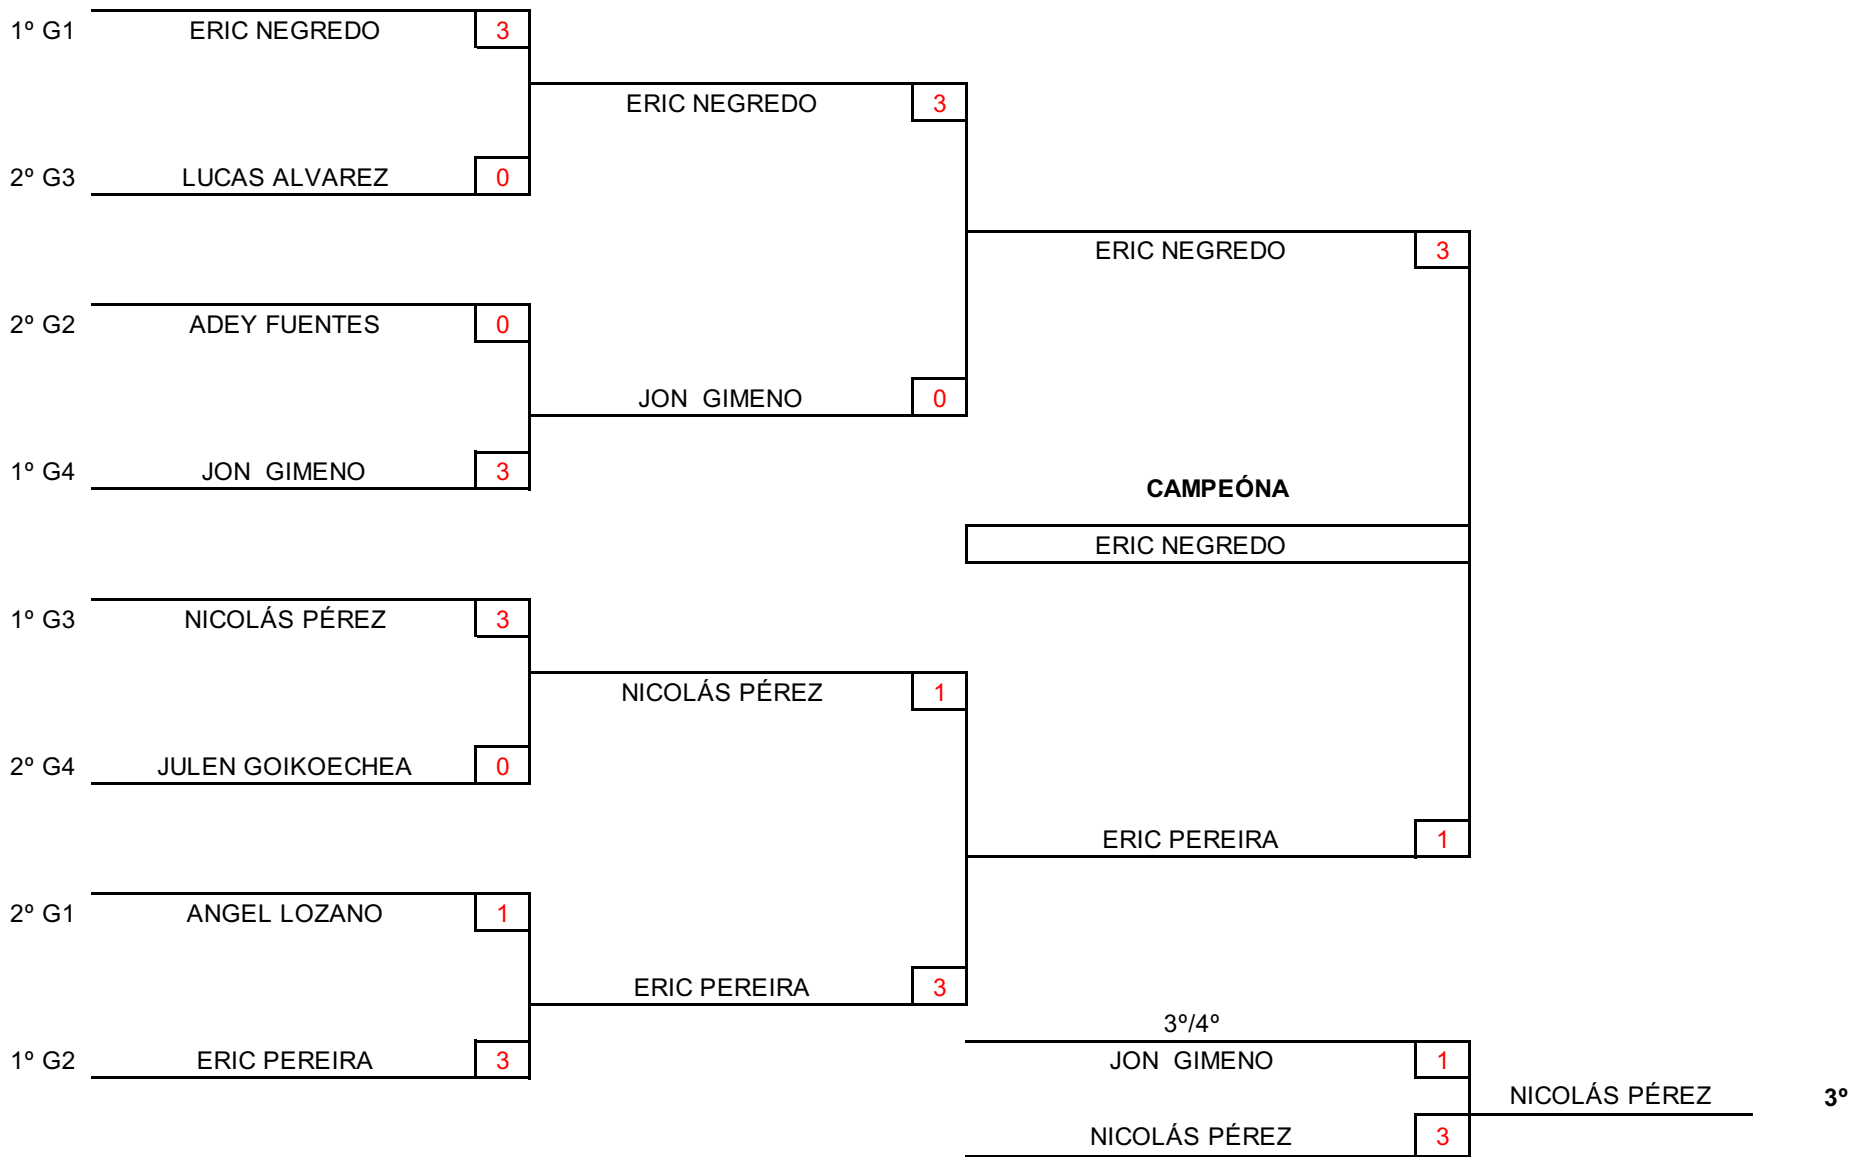 1º G1 ERIC NEGREDO 3
ERIC NEGREDO 3
2º G3 LUCAS ALVAREZ 0
ERIC NEGREDO 3
2º G2 ADEY FUENTES 0
JON GIMENO 0
1º G4 JON GIMENO 3
CAMPEÓNA
ERIC NEGREDO
1º G3 NICOLÁS PÉREZ 3
NICOLÁS PÉREZ 1
2º G4 JULEN GOIKOECHEA 0
ERIC PEREIRA 1
2º G1 ANGEL LOZANO 1
ERIC PEREIRA 3
3º/4º
1º G2 ERIC PEREIRA 3
JON GIMENO 1
NICOLÁS PÉREZ 3º
NICOLÁS PÉREZ 3